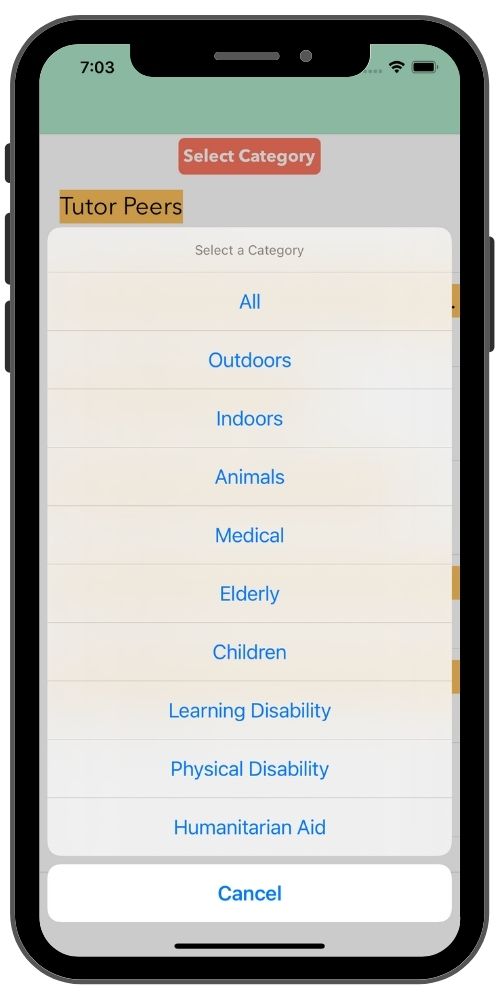 7:03
Select Category
Tutor Peers
Select a Category
All
Outdoors
Indoors
Animals
Medical
Elderly
Children
Learning Disability
Physical Disability
Humanitarian Aid
Cancel